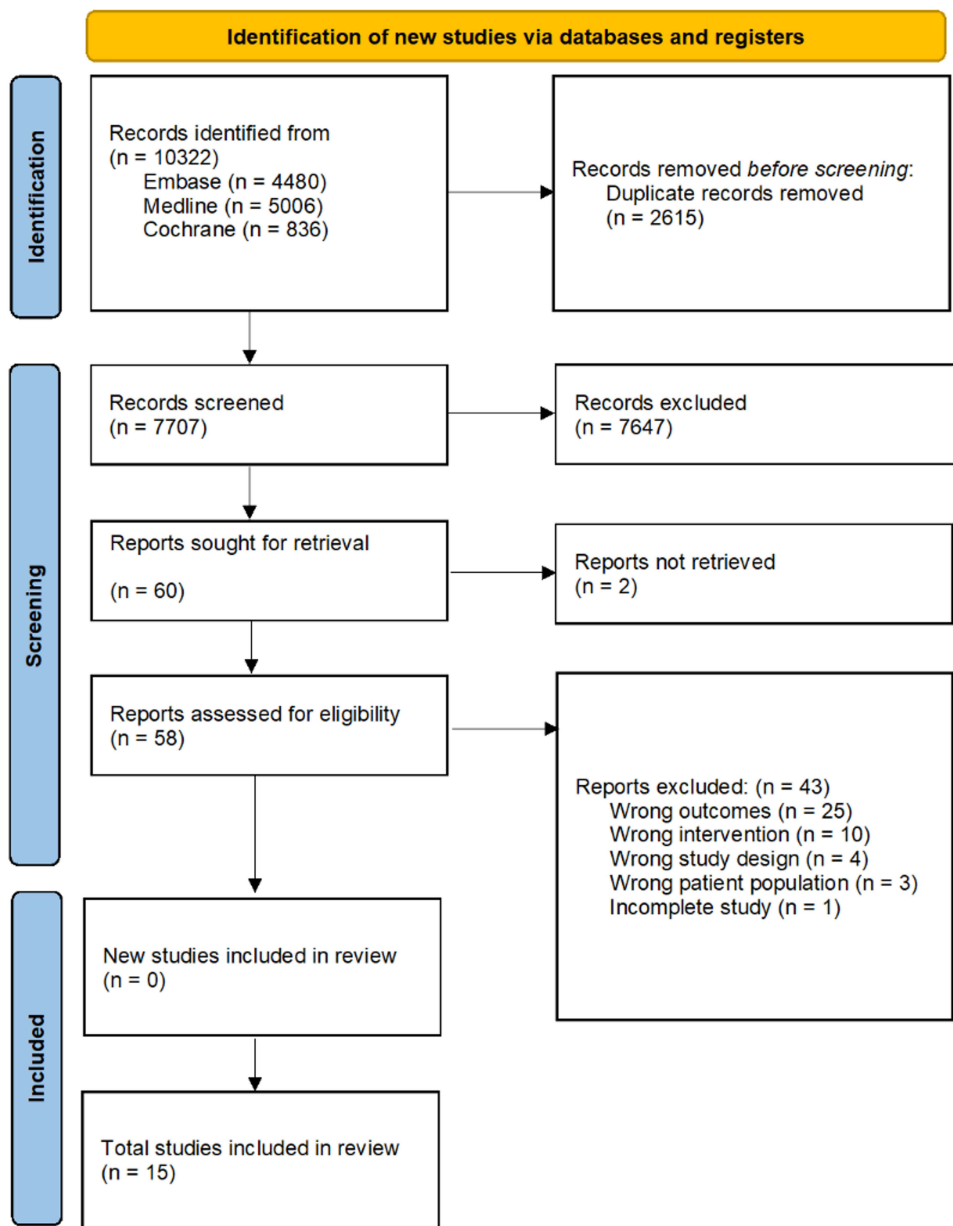 Identification of new studies via databases and registers
Identification
Records identified from
(n = 10322)
Embase (n = 4480)
Medline (n = 5006)
Cochrane (n = 836)
Records removed before screening:
Duplicate records removed
(n = 2615)
Screening
Records screened
(n = 7707)
Records excluded
(n = 7647)
Reports sought for retrieval
(n = 60)
Reports not retrieved
(n = 2)
Reports assessed for eligibility
(n = 58)
Reports excluded: (n = 43)
Wrong outcomes (n = 25)
Wrong intervention (n = 10)
Wrong study design (n = 4)
Wrong patient population (n = 3)
Incomplete study (n = 1)
Included
New studies included in review
(n = 0)
Total studies included in review
(n = 15)